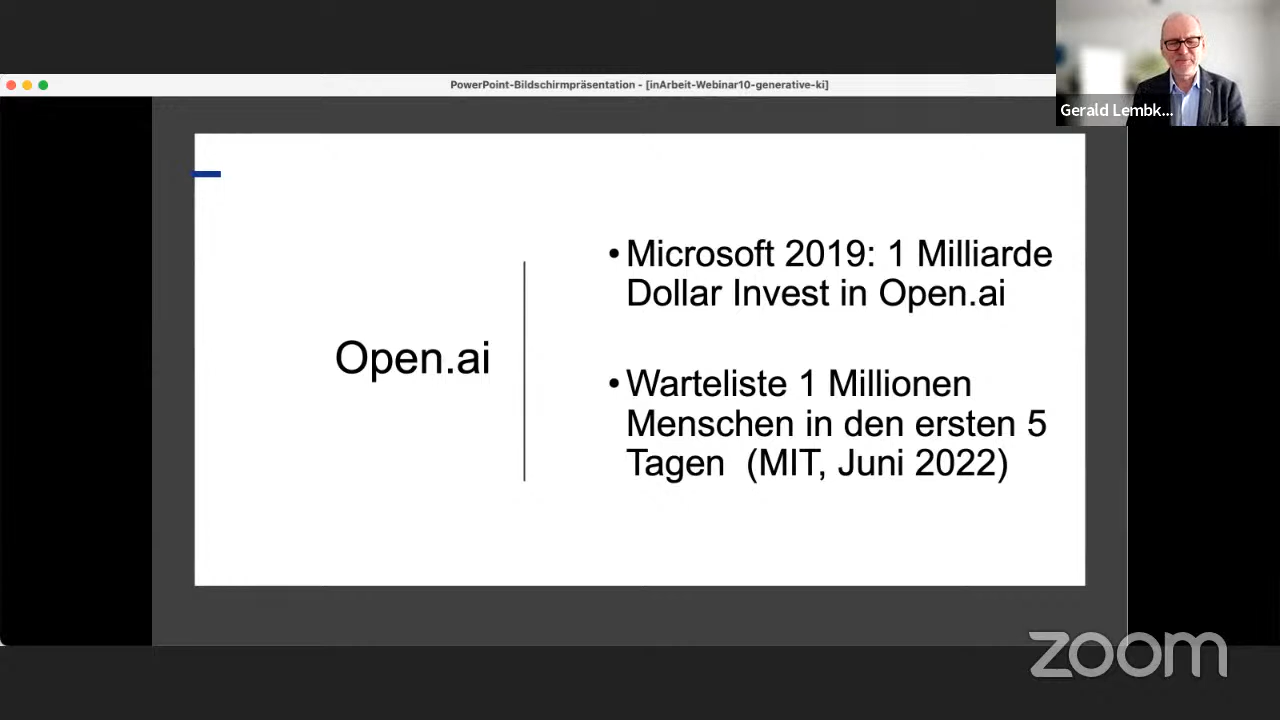 PowerPoint-Bildschirmpräsentation - [inArbeit-Webinar10-generative-ki]
Gerald Lembk...
Open.ai
• Microsoft 2019: 1 Milliarde
Dollar Invest in Open.ai
• Warteliste 1 Millionen
Menschen in den ersten 5
Tagen (MIT, Juni 2022)
zoom